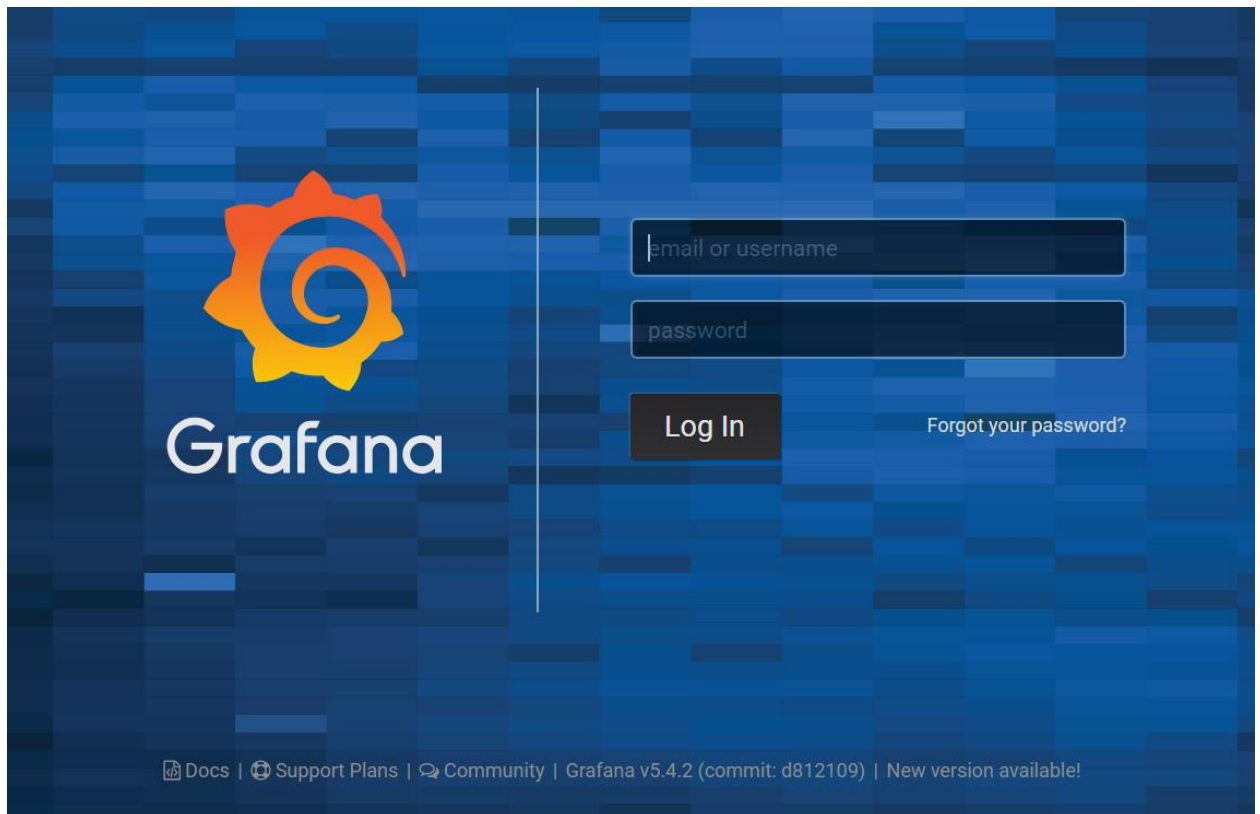 Grafana
email or username
password
Log In
Forgot your password?
Docs | Support Plans | Community | Grafana v5.4.2 (commit: d812109) | New version available!